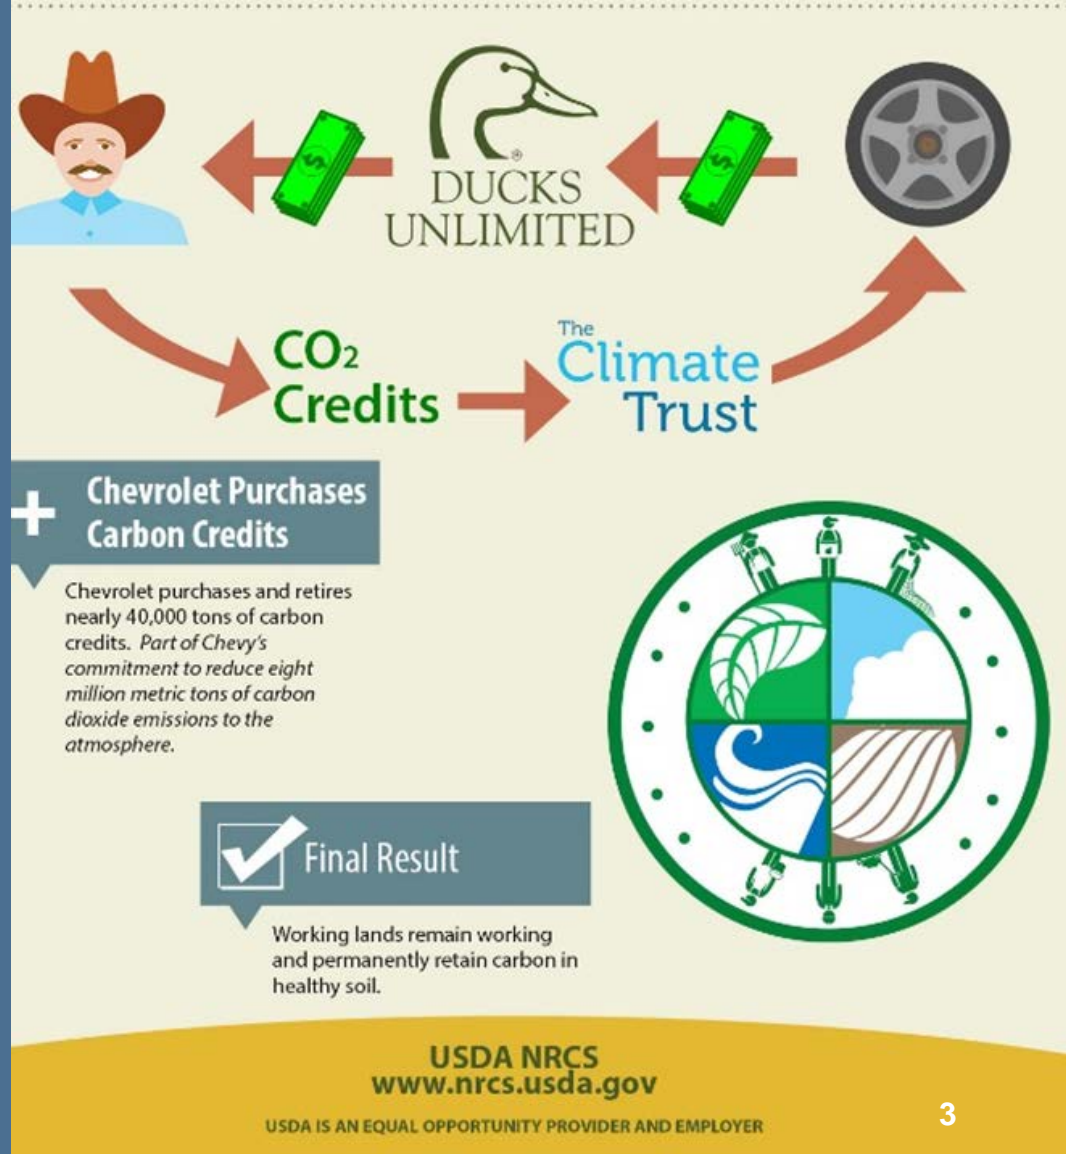 DUCKS
UNLIMITED
®
CO2
Credits
The
Climate
Trust
+ Chevrolet Purchases
Carbon Credits
Chevrolet purchases and retires
nearly 40,000 tons of carbon
credits. Part of Chevy's
commitment to reduce eight
million metric tons of carbon
dioxide emissions to the
atmosphere.
Final Result
Working lands remain working
and permanently retain carbon in
healthy soil.
USDA NRCS
www.nrcs.usda.gov
USDA IS AN EQUAL OPPORTUNITY PROVIDER AND EMPLOYER
3